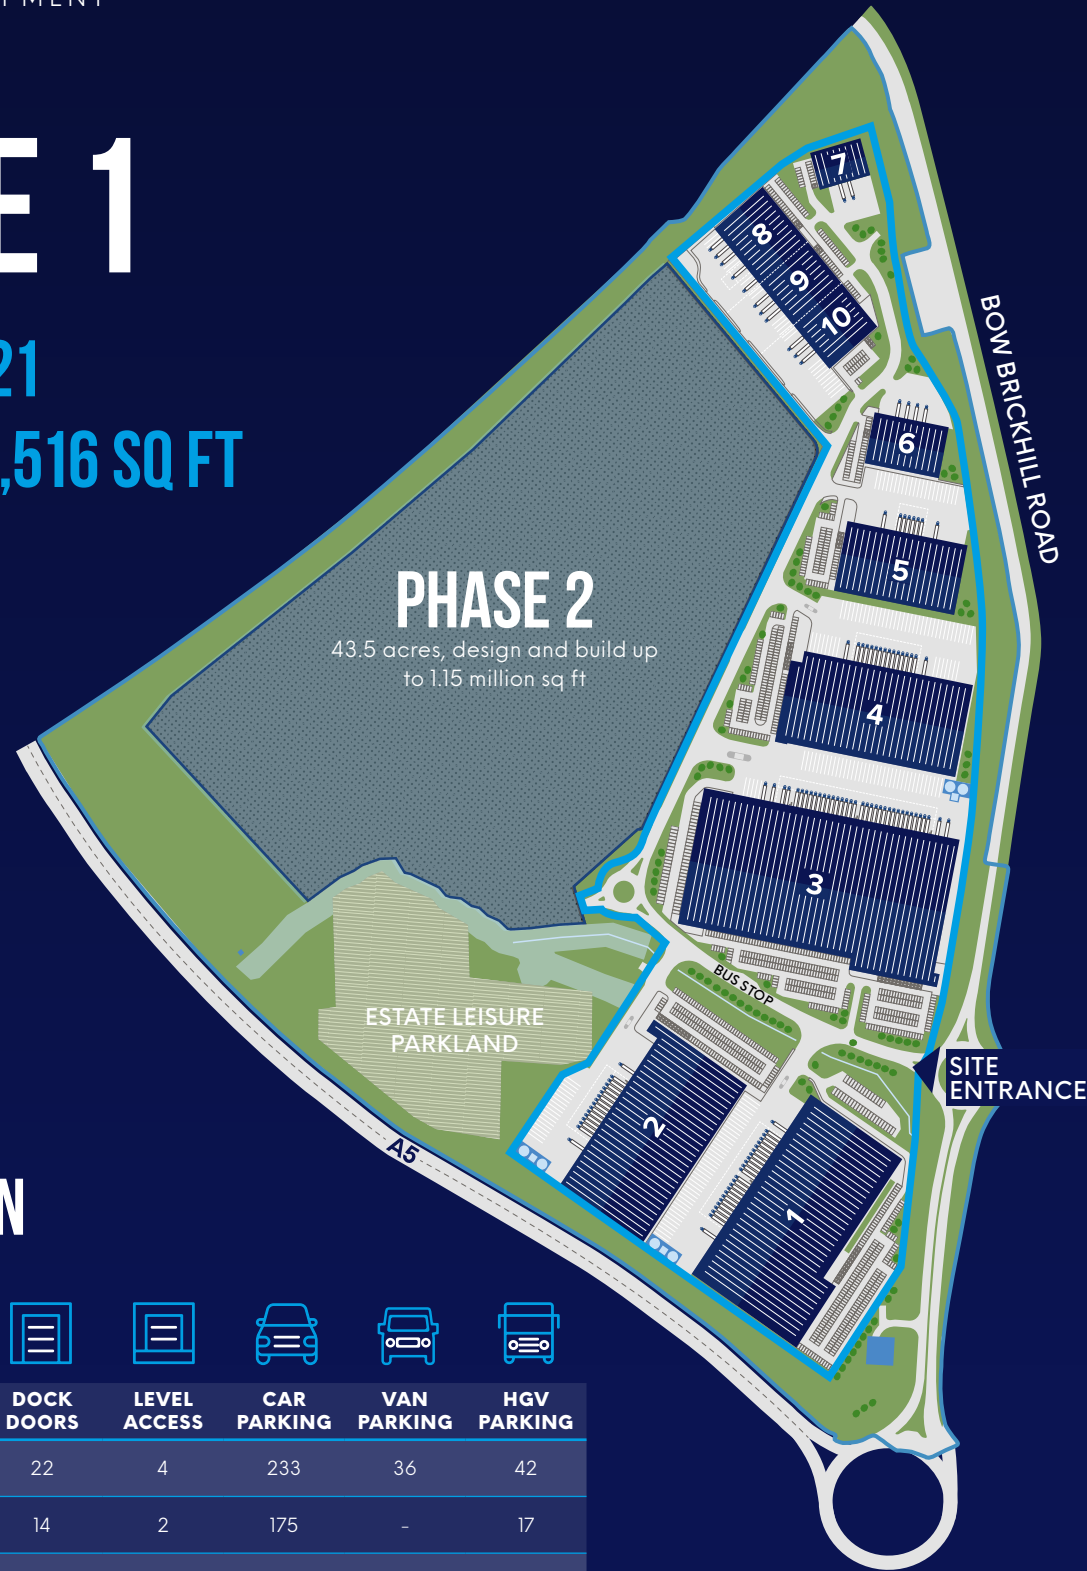 E 1
21
,516 SQ FT
7
8
9
10
6
5
4
3
2
1
BOW BRICKHILL ROAD
PHASE 2
43.5 acres, design and build up
to 1.15 million sq ft
ESTATE LEISURE
PARKLAND
BUS STOP
SITE
ENTRANCE
A5
N
DOCK
DOORS
LEVEL
ACCESS
CAR
PARKING
VAN
PARKING
HGV
PARKING
22 4 233 36 42
14 2 175 - 17